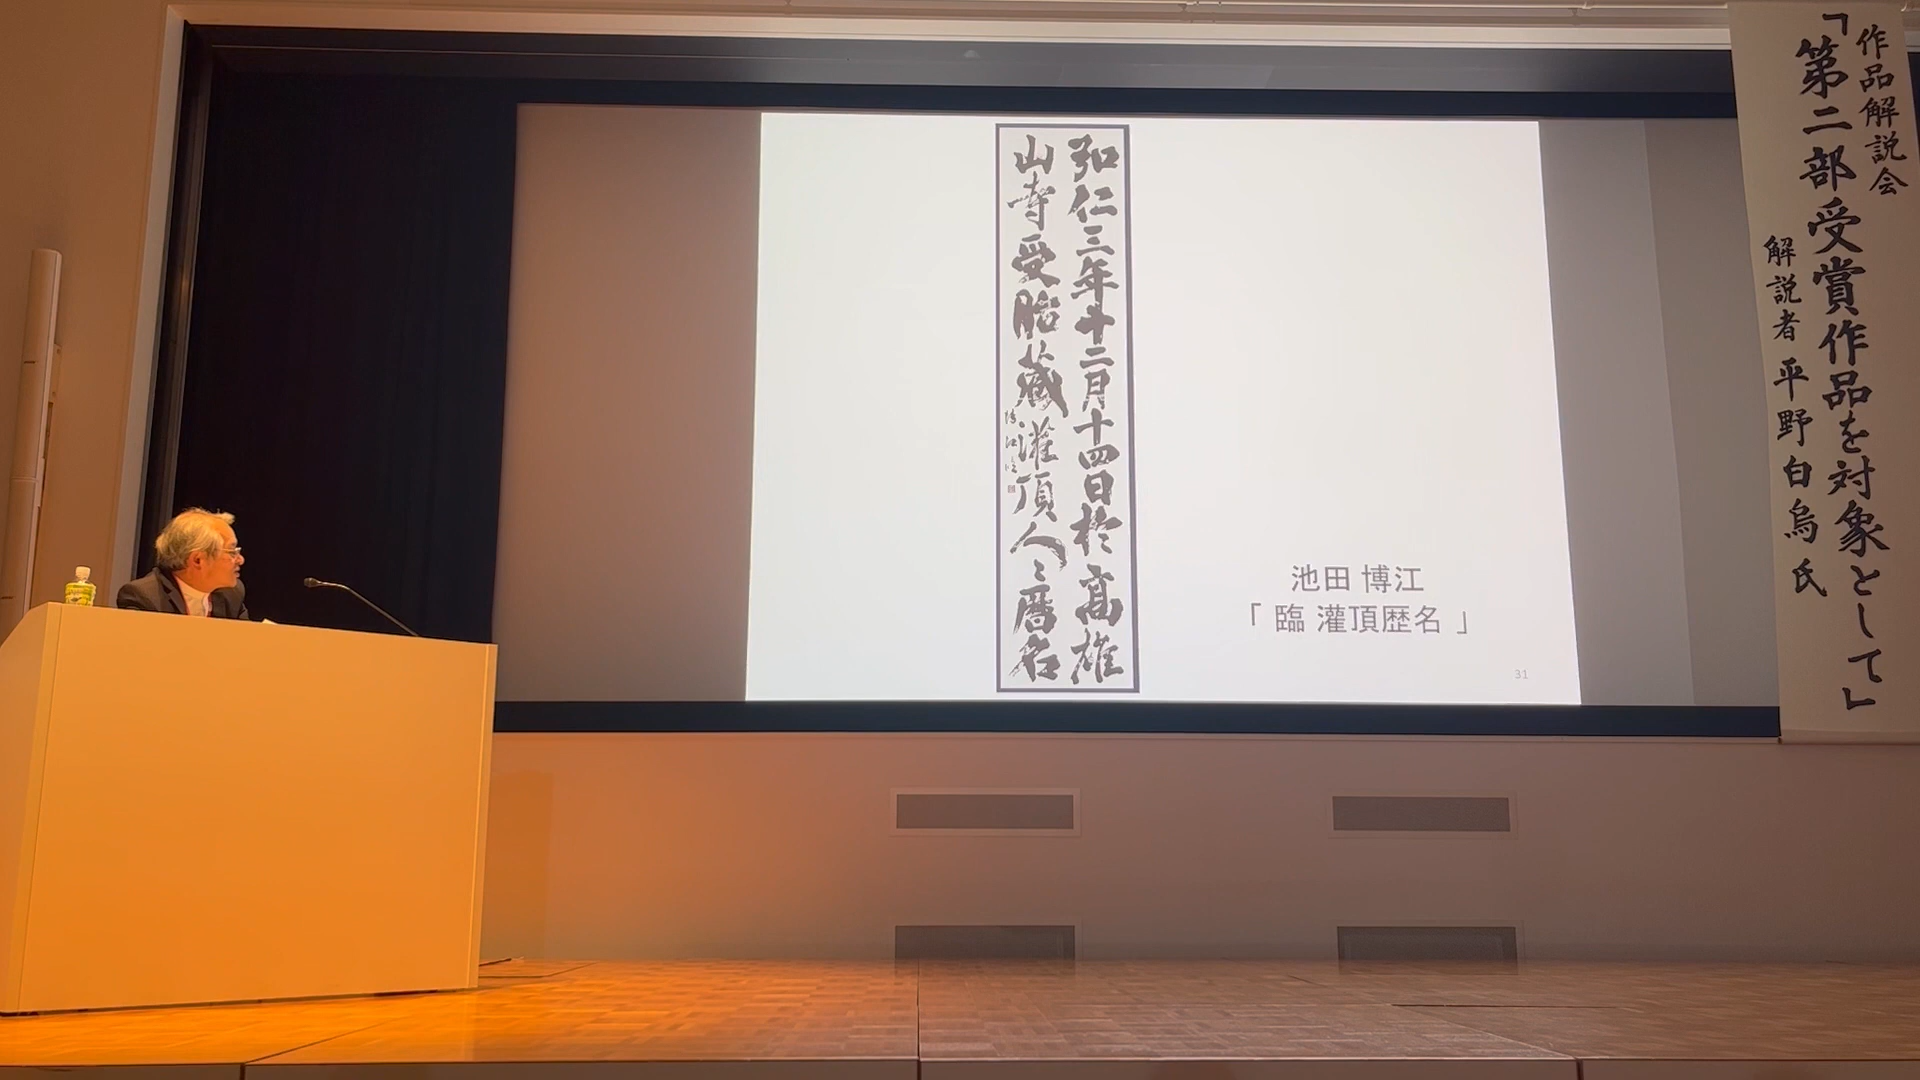 作品解説会
「第二部受賞作品を対象として」
解説者 平野白烏氏
弘仁三年十二月十四日於高雄
山寺受胎蔵灌頂人々暦名
池田 博江
「 臨 灌頂歴名 」
31